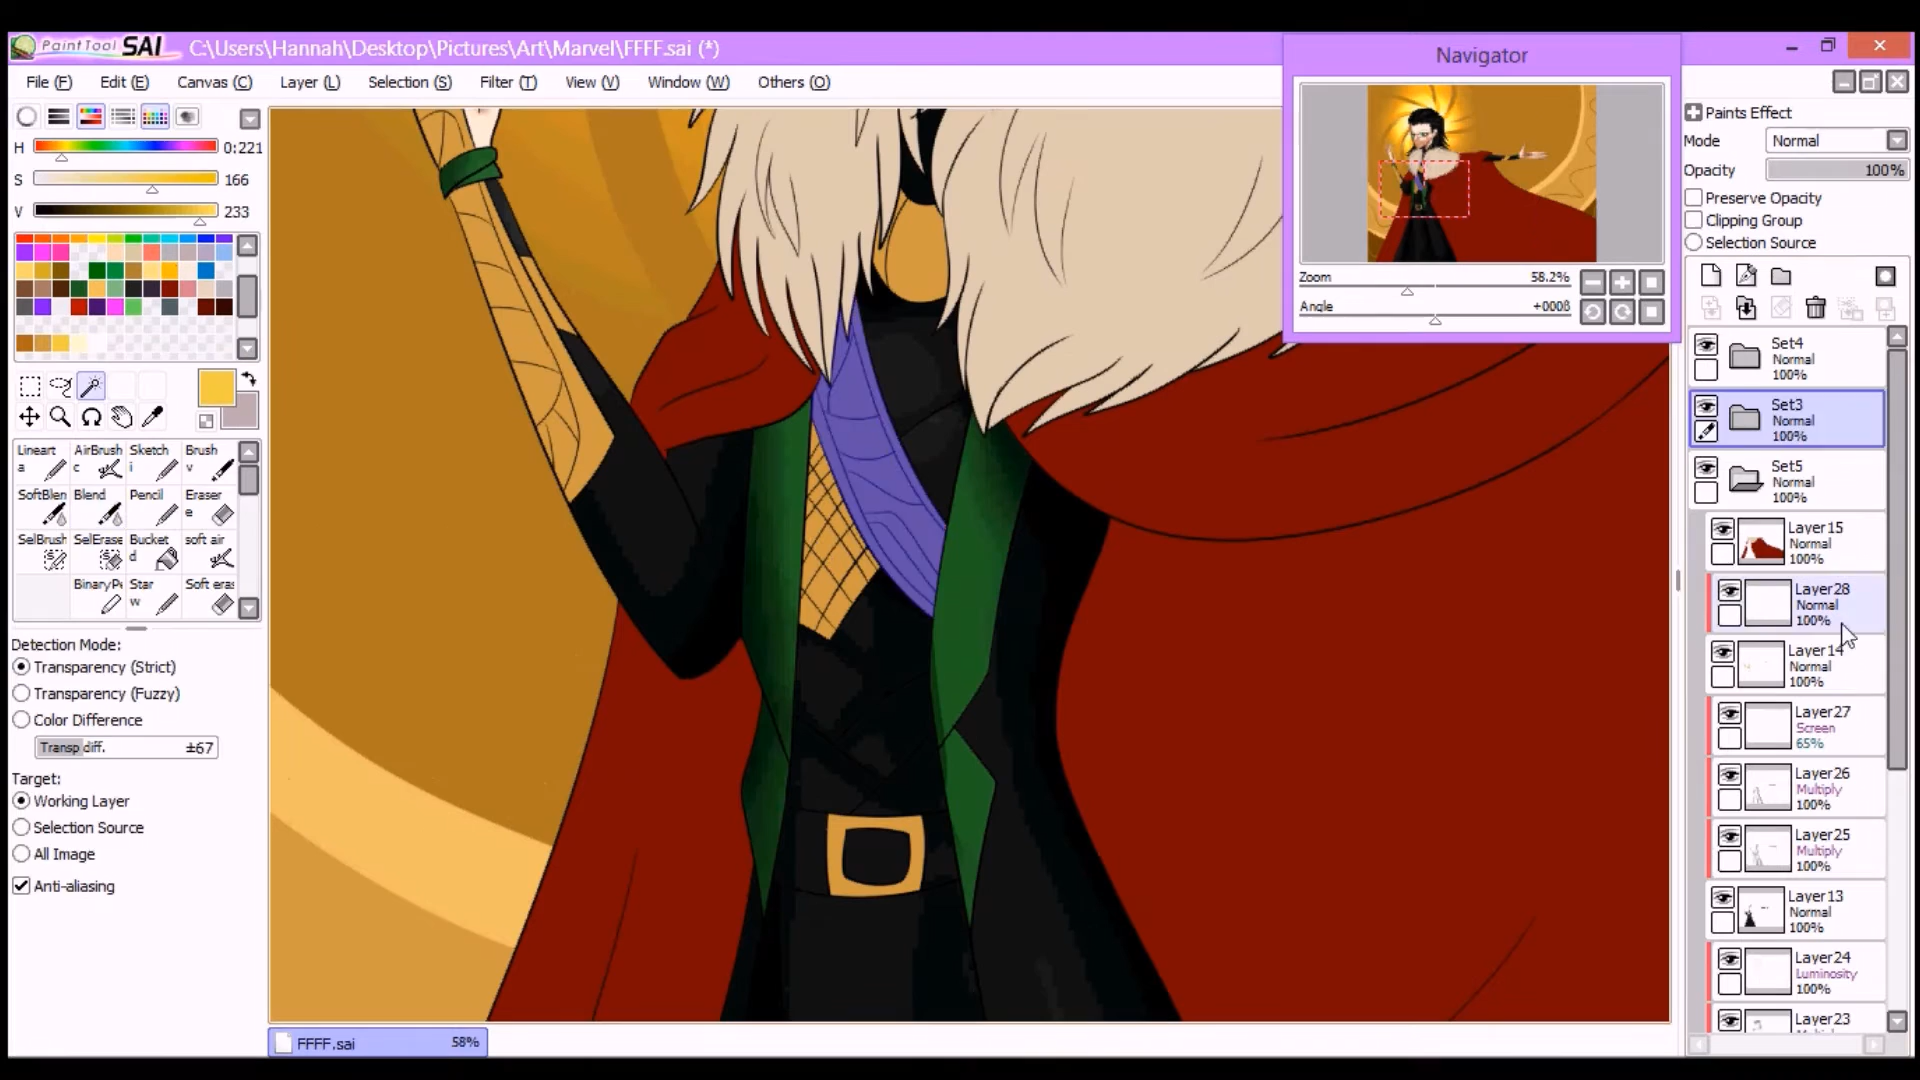 PaintTool SAI C:\Users\Hannah\Desktop\Pictures\Art\Marvel\FFFF.sai (*)
File (F) Edit (E) Canvas (C) Layer (L) Selection (S) Filter (T) View (V) Window (W) Others (O)
H 0:221
S 166
V 233
Lineart a AirBrush c Sketch i Brush v
SoftBlen Blend Pencil Eraser e
SelBrush SelErase Bucket d soft air
BinaryPe Star w Soft eras
Detection Mode:
Transparency (Strict)
Transparency (Fuzzy)
Color Difference
Transp diff. ±67
Target:
Working Layer
Selection Source
All Image
Anti-aliasing
FFFF.sai 58%
Navigator
Zoom 58.2%
Angle +000ß
Paints Effect
Mode Normal
Opacity 100%
Preserve Opacity
Clipping Group
Selection Source
Set4
Normal
100%
Set3
Normal
100%
Set5
Normal
100%
Layer15
Normal
100%
Layer28
Normal
100%
Layer14
Normal
100%
Layer27
Screen
65%
Layer26
Multiply
100%
Layer25
Multiply
100%
Layer13
Normal
100%
Layer24
Luminosity
100%
Layer23